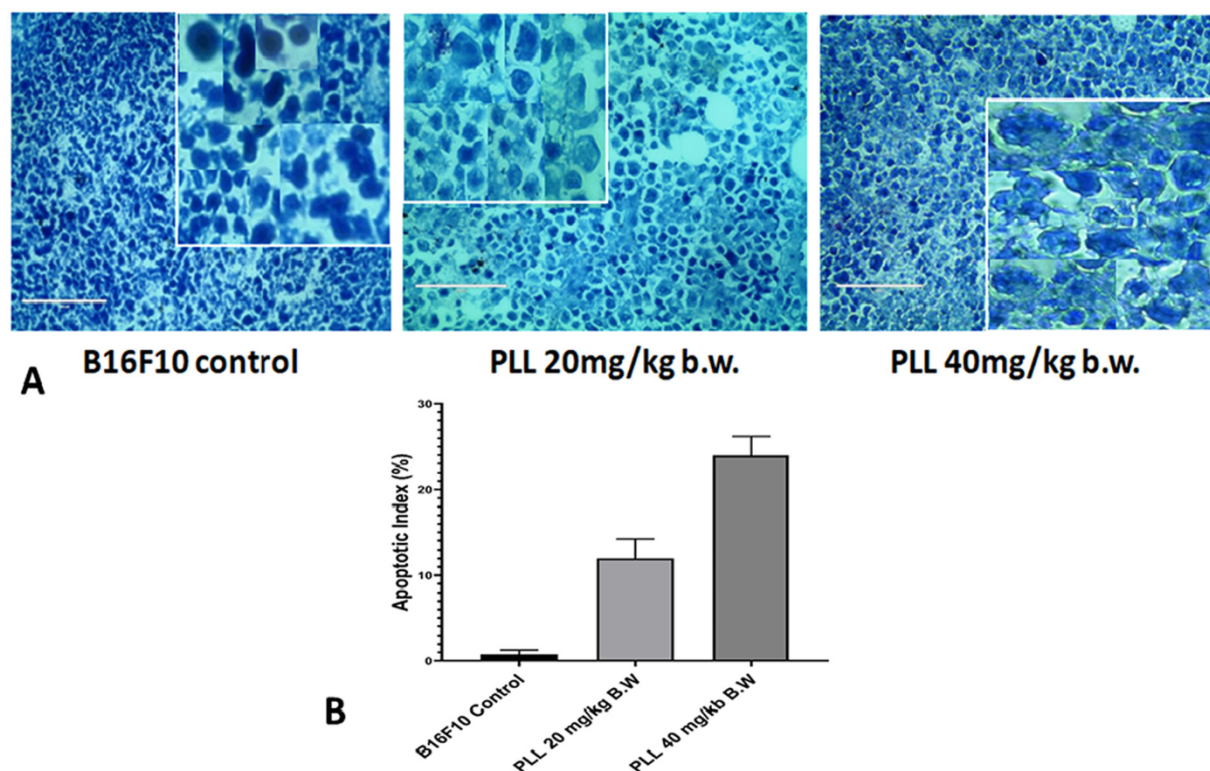 B16F10 control
PLL 20mg/kg b.w.
PLL 40mg/kg b.w.
A
30
20
10
0
Apoptotic Index (%)
B16F10 Control
PLL 20 mg/kg B.W
PLL 40 mg/kb B.W
B